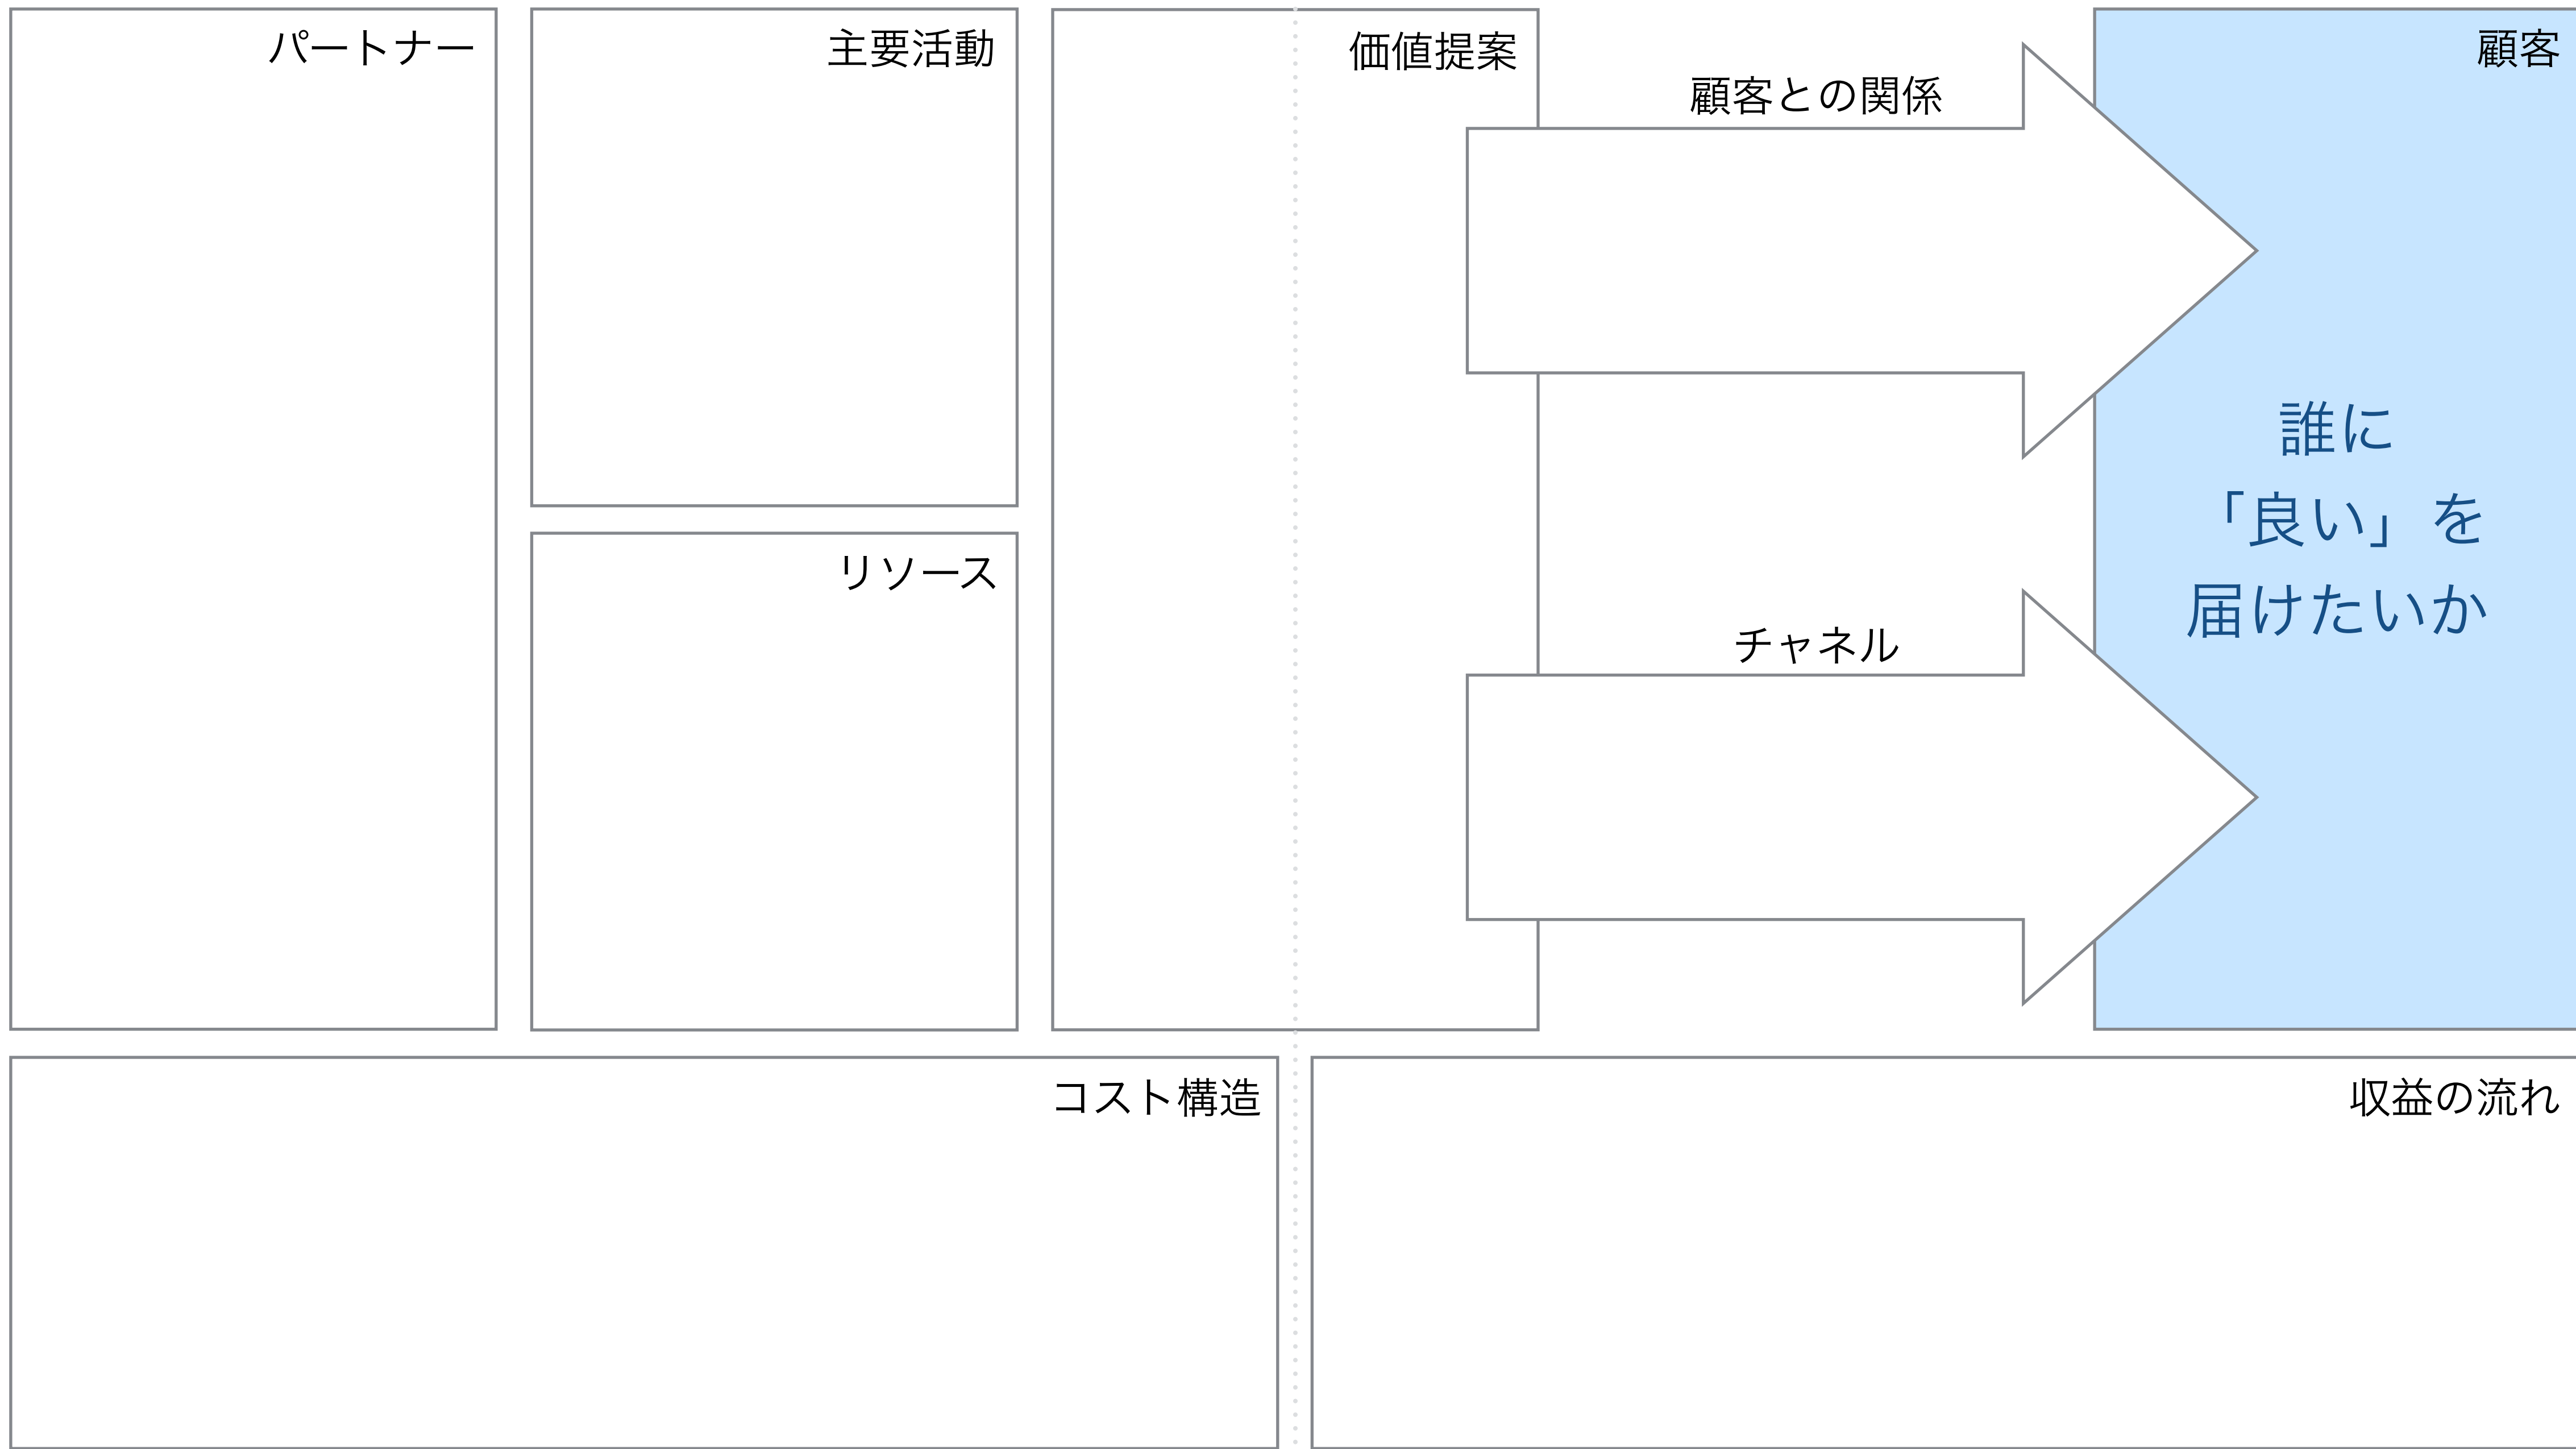 パートナー
主要活動
価値提案
顧客との関係
顧客
誰に
「良い」を
届けたいか
リソース
チャネル
コスト構造
収益の流れ